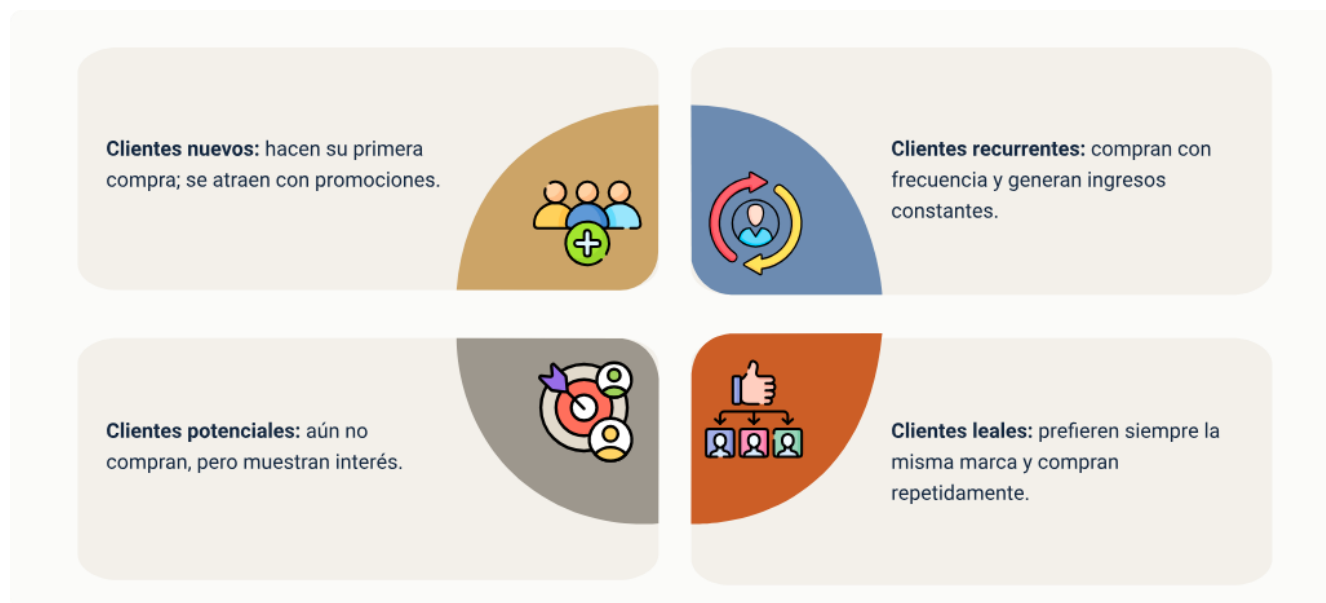 Clientes nuevos: hacen su primera
compra; se atraen con promociones.
Clientes recurrentes: compran con
frecuencia y generan ingresos
constantes.
Clientes potenciales: aún no
compran, pero muestran interés.
Clientes leales: prefieren siempre la
misma marca y compran
repetidamente.